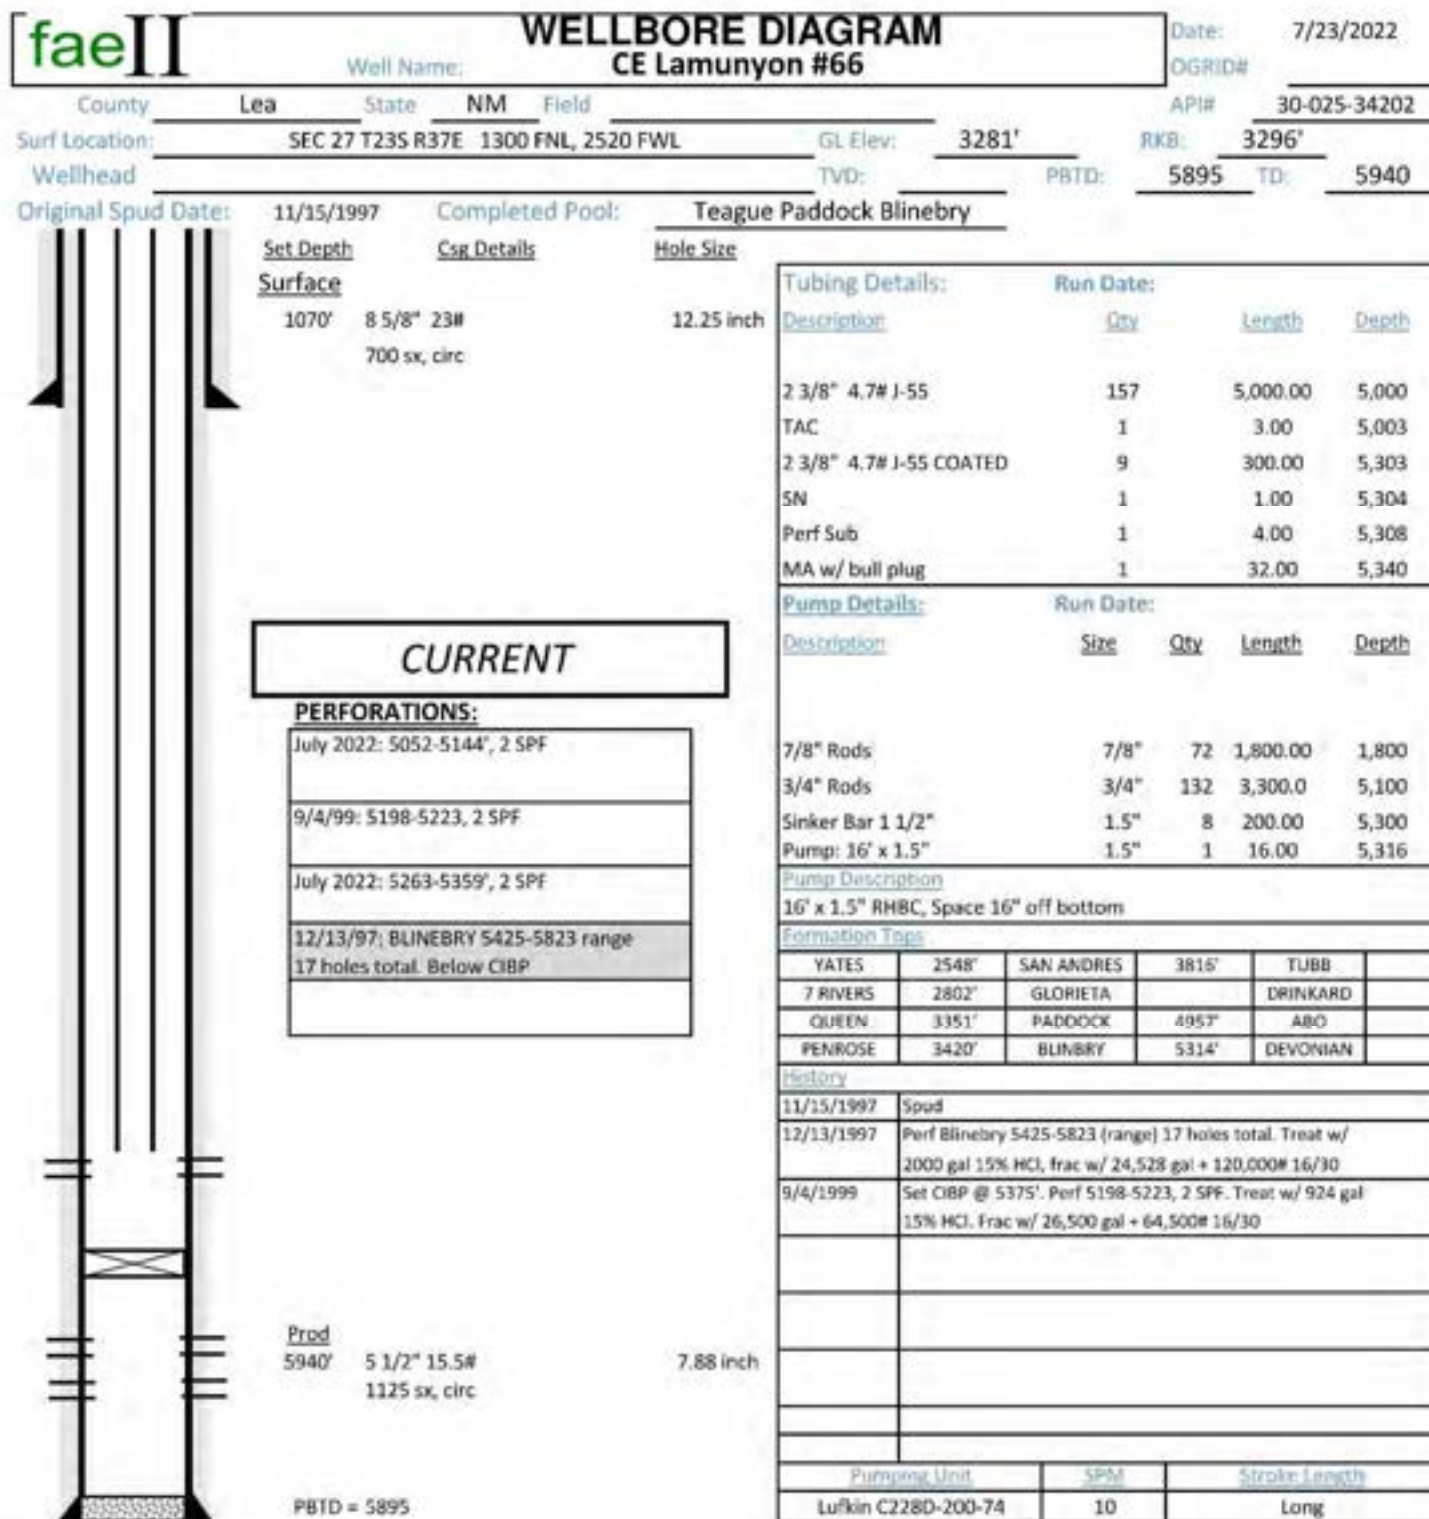 faeII
WELLBORE DIAGRAM
Well Name: CE Lamunyon #66
Date: 7/23/2022
OGRID#
County Lea State NM Field API# 30-025-34202
Surf Location: SEC 27 T23S R37E 1300 FNL, 2520 FWL GL Elev: 3281' RKB: 3296'
Wellhead TVD: PBTD: 5895 TD: 5940
Original Spud Date: 11/15/1997 Completed Pool: Teague Paddock Blinebry
Set Depth Csg Details Hole Size
Surface
1070' 8 5/8" 23# 12.25 inch
700 sx, circ
CURRENT
PERFORATIONS:
July 2022: 5052-5144', 2 SPF
9/4/99: 5198-5223, 2 SPF
July 2022: 5263-5359', 2 SPF
12/13/97: BLINEBRY 5425-5823 range
17 holes total. Below CIBP
Prod
5940' 5 1/2" 15.5# 7.88 inch
1125 sx, circ
PBTD = 5895
Tubing Details: Run Date:
Description Qty Length Depth
2 3/8" 4.7# J-55 157 5,000.00 5,000
TAC 1 3.00 5,003
2 3/8" 4.7# J-55 COATED 9 300.00 5,303
SN 1 1.00 5,304
Perf Sub 1 4.00 5,308
MA w/ bull plug 1 32.00 5,340
Pump Details: Run Date:
Description Size Qty Length Depth
7/8" Rods 7/8" 72 1,800.00 1,800
3/4" Rods 3/4" 132 3,300.0 5,100
Sinker Bar 1 1/2" 1.5" 8 200.00 5,300
Pump: 16' x 1.5" 1.5" 1 16.00 5,316
Pump Description
16' x 1.5" RHBC, Space 16" off bottom
Formation Tops
YATES 2548' SAN ANDRES 3816' TUBB
7 RIVERS 2802' GLORIETA DRINKARD
QUEEN 3351' PADDOCK 4957' ABO
PENROSE 3420' BLINBRY 5314' DEVONIAN
History
11/15/1997 Spud
12/13/1997 Perf Blinebry 5425-5823 (range) 17 holes total. Treat w/
2000 gal 15% HCl, frac w/ 24,528 gal + 120,000# 16/30
9/4/1999 Set CIBP @ 5375'. Perf 5198-5223, 2 SPF. Treat w/ 924 gal
15% HCl. Frac w/ 26,500 gal + 64,500# 16/30
Pumping Unit SPM Stroke Length
Lufkin C228D-200-74 10 Long